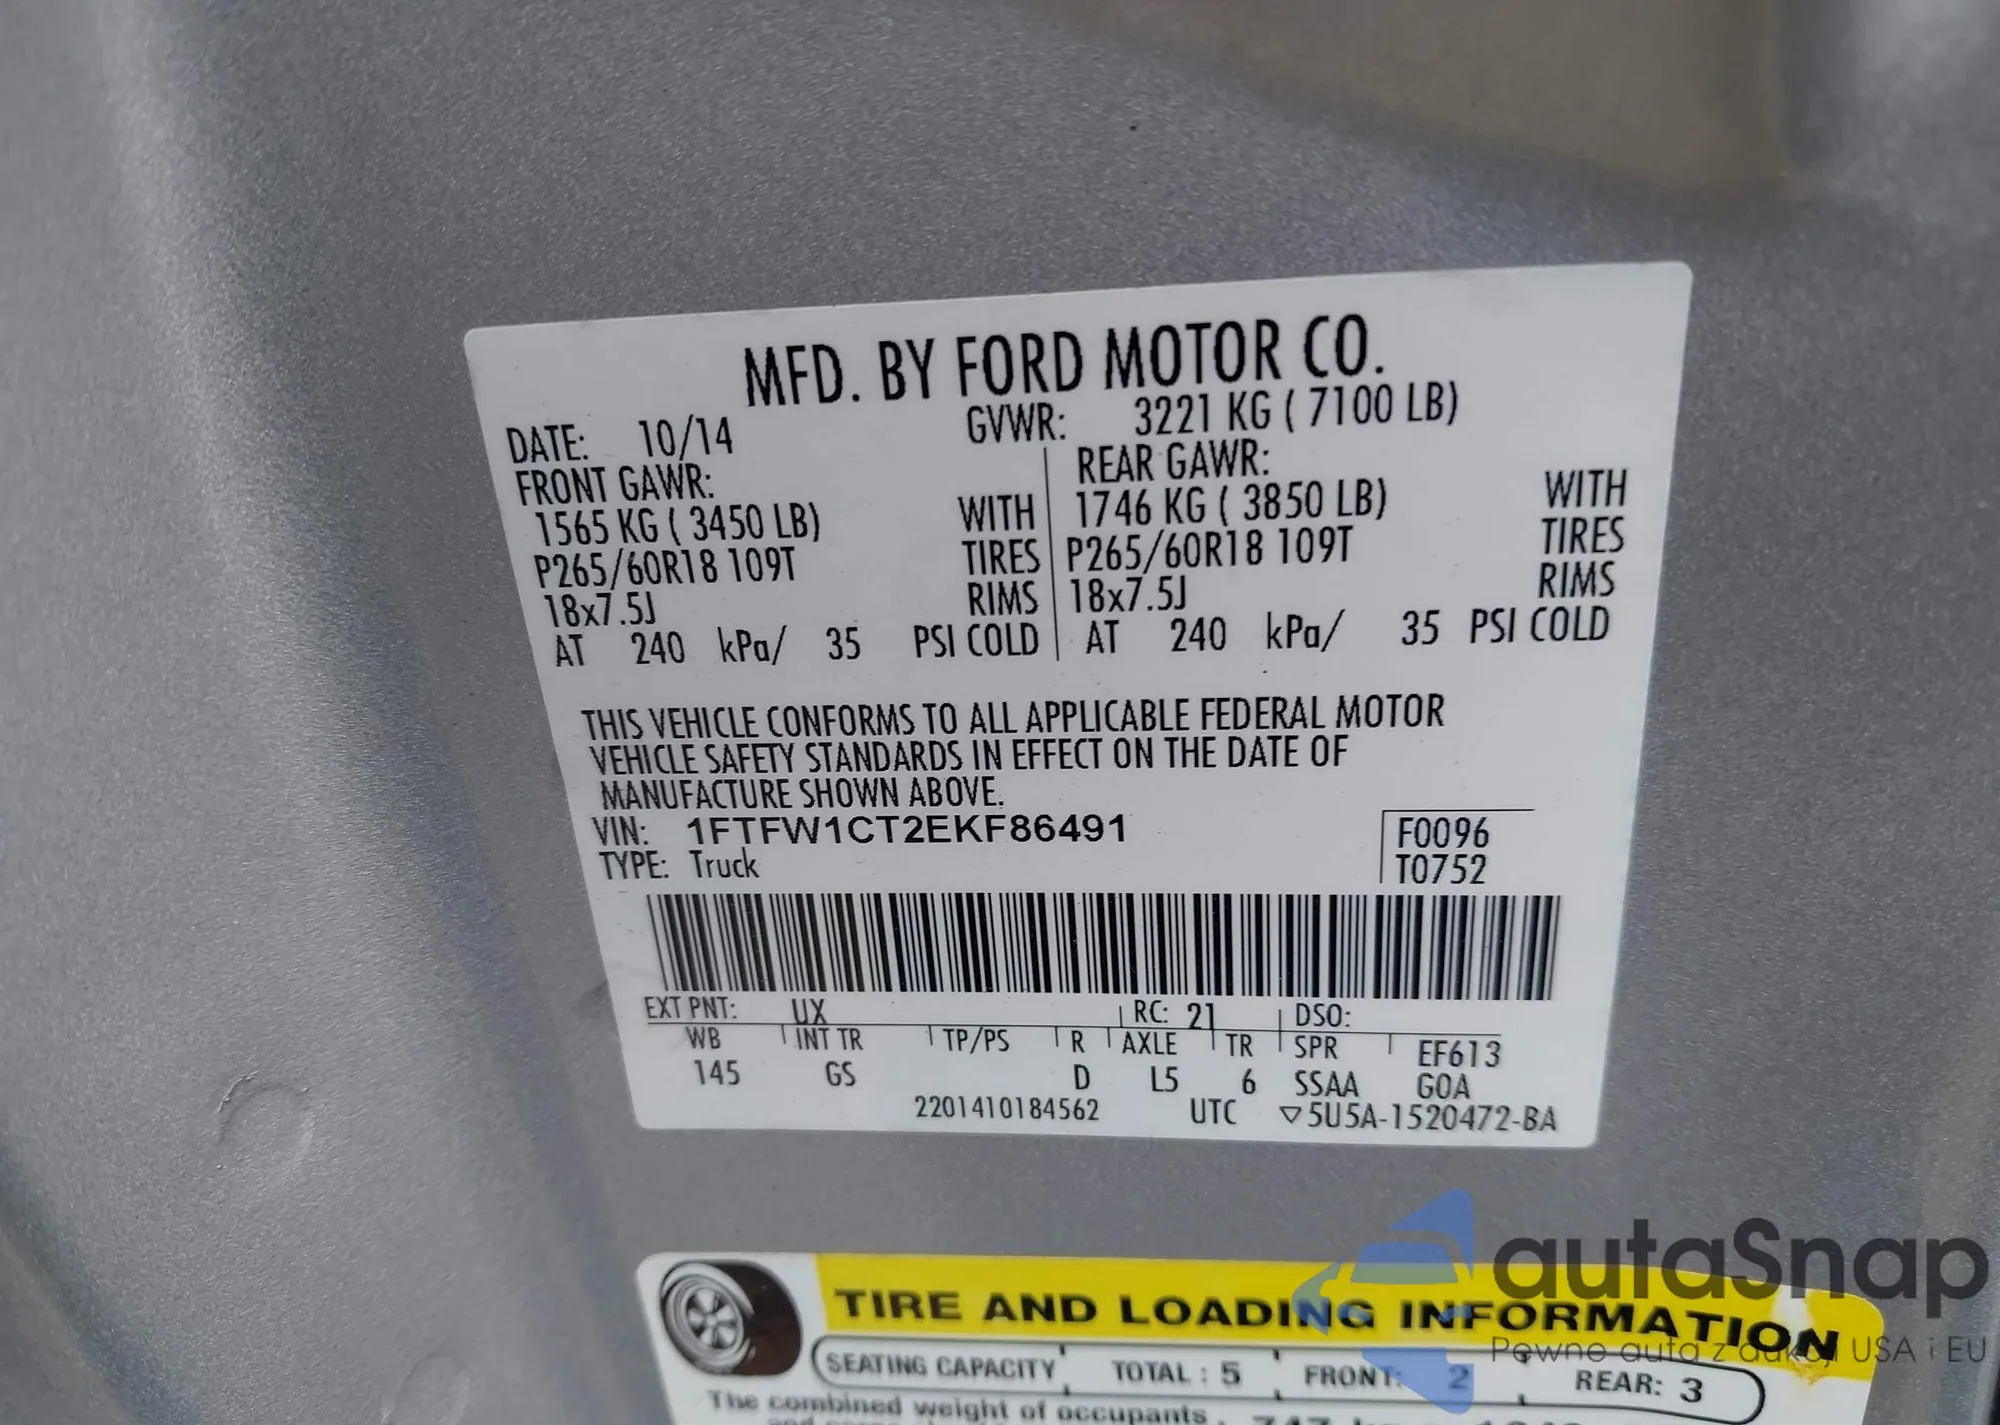 MFD. BY FORD MOTOR CO.
DATE: 10/14 GVWR: 3221 KG ( 7100 LB)
FRONT GAWR: REAR GAWR:
1565 KG ( 3450 LB) WITH 1746 KG ( 3850 LB) WITH
P265/60R18 109T TIRES P265/60R18 109T TIRES
18x7.5J RIMS 18x7.5J RIMS
AT 240 kPa/ 35 PSI COLD AT 240 kPa/ 35 PSI COLD
THIS VEHICLE CONFORMS TO ALL APPLICABLE FEDERAL MOTOR
VEHICLE SAFETY STANDARDS IN EFFECT ON THE DATE OF
MANUFACTURE SHOWN ABOVE.
VIN: 1FTFW1CT2EKF86491 F0096
TYPE: Truck T0752
EXT PNT: UX RC: 21 DSO:
WB INT TR TP/PS R AXLE TR SPR EF613
145 GS D L5 6 SSAA GOA
2201410184562 UTC ▽5U5A-1520472-BA
autaSnap
Pewne auta z aukcji USA i EU
TIRE AND LOADING INFORMATION
SEATING CAPACITY TOTAL : 5 FRONT: 2 REAR: 3
The combined weight of occupants